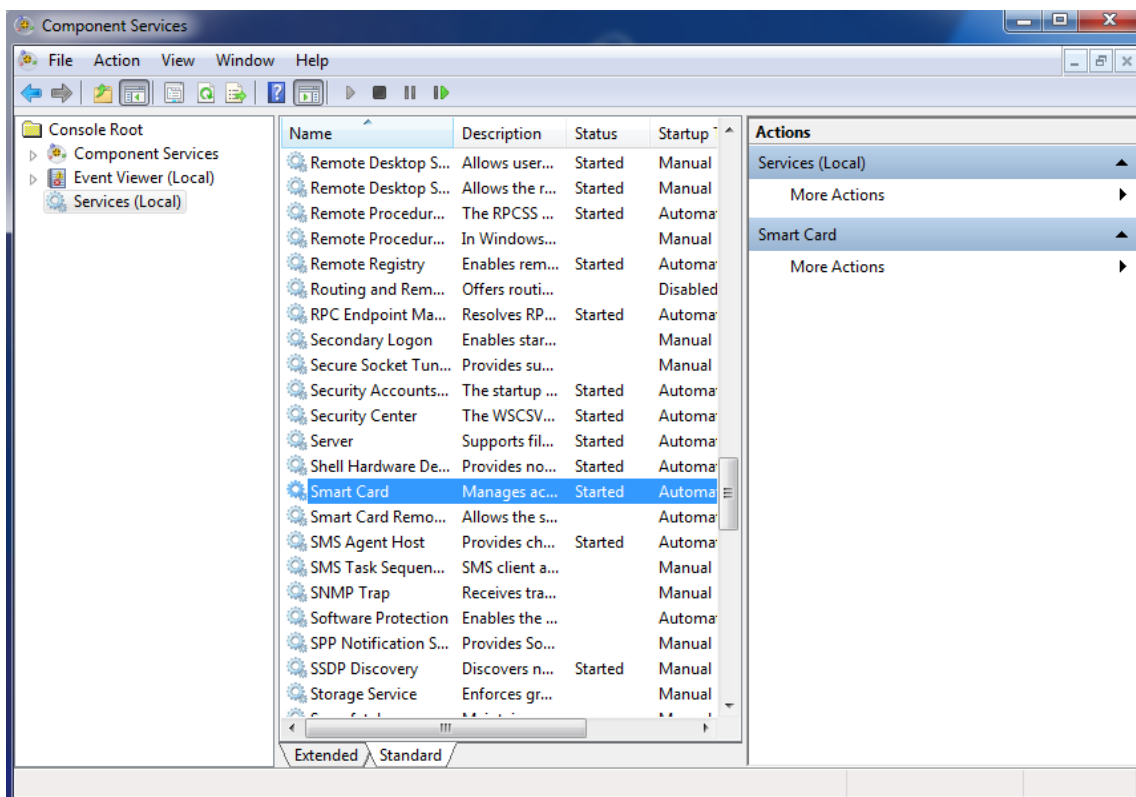 Component Services
File Action View Window Help
Console Root
Component Services
Event Viewer (Local)
Services (Local)
Name Description Status Startup T
Remote Desktop S... Allows user... Started Manual
Remote Desktop S... Allows the r... Started Manual
Remote Procedur... The RPCSS ... Started Automa
Remote Procedur... In Windows... Manual
Remote Registry Enables rem... Started Automa
Routing and Rem... Offers routi... Disabled
RPC Endpoint Ma... Resolves RP... Started Automa
Secondary Logon Enables star... Manual
Secure Socket Tun... Provides su... Manual
Security Accounts... The startup ... Started Automa
Security Center The WSCSV... Started Automa
Server Supports fil... Started Automa
Shell Hardware De... Provides no... Started Automa
Smart Card Manages ac... Started Automa
Smart Card Remo... Allows the s... Automa
SMS Agent Host Provides ch... Started Automa
SMS Task Sequen... SMS client a... Manual
SNMP Trap Receives tra... Manual
Software Protection Enables the ... Automa
SPP Notification S... Provides So... Manual
SSDP Discovery Discovers n... Started Manual
Storage Service Enforces gr... Manual
Extended Standard
Actions
Services (Local)
More Actions
Smart Card
More Actions